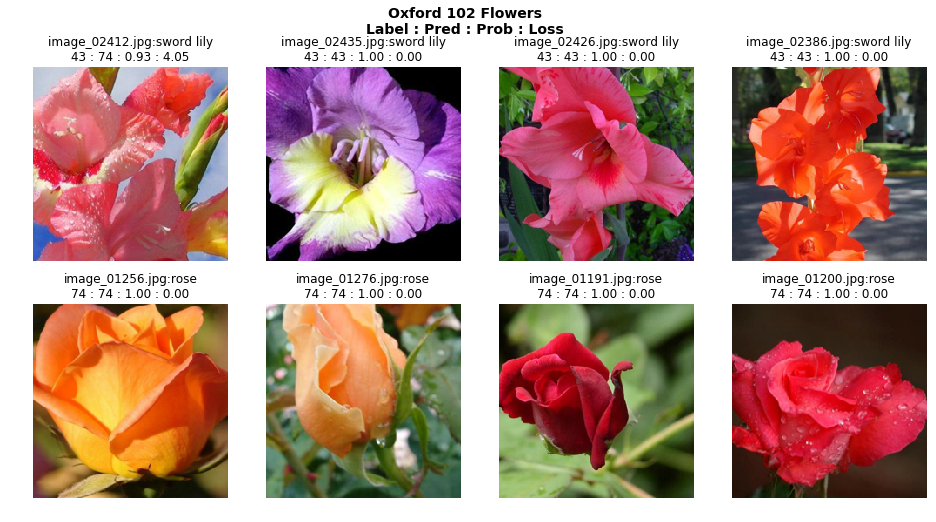 Oxford 102 Flowers
Label : Pred : Prob : Loss
image_02412.jpg:sword lily
43 : 74 : 0.93 : 4.05
image_02435.jpg:sword lily
43 : 43 : 1.00 : 0.00
image_02426.jpg:sword lily
43 : 43 : 1.00 : 0.00
image_02386.jpg:sword lily
43 : 43 : 1.00 : 0.00
image_01256.jpg:rose
74 : 74 : 1.00 : 0.00
image_01276.jpg:rose
74 : 74 : 1.00 : 0.00
image_01191.jpg:rose
74 : 74 : 1.00 : 0.00
image_01200.jpg:rose
74 : 74 : 1.00 : 0.00